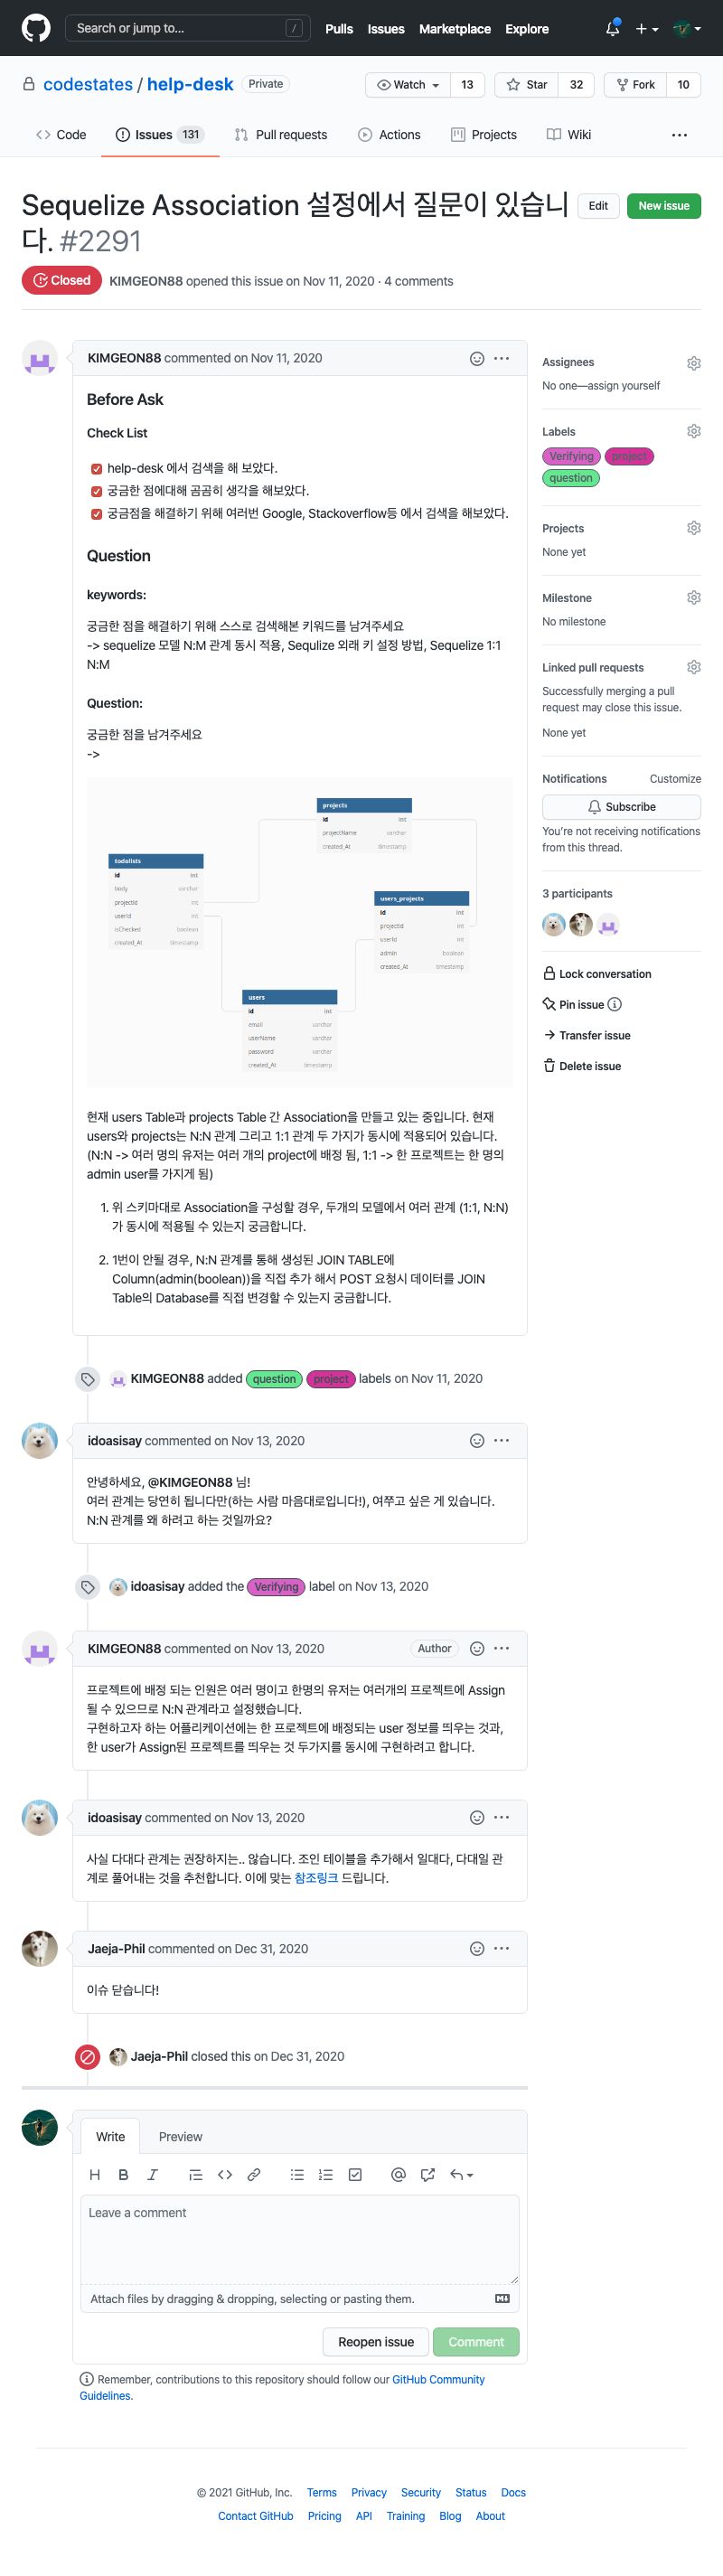 Search or jump to... /
Pulls Issues Marketplace Explore
codestates / help-desk Private
Watch 13 Star 32 Fork 10
Code Issues 131 Pull requests Actions Projects Wiki
Sequelize Association 설정에서 질문이 있습니
다. #2291
Edit New issue
Closed KIMGEON88 opened this issue on Nov 11, 2020 · 4 comments
KIMGEON88 commented on Nov 11, 2020
Before Ask
Check List
help-desk 에서 검색을 해 보았다.
궁금한 점에대해 곰곰히 생각을 해보았다.
궁금점을 해결하기 위해 여러번 Google, Stackoverflow등 에서 검색을 해보았다.
Question
keywords:
궁금한 점을 해결하기 위해 스스로 검색해본 키워드를 남겨주세요
-> sequelize 모델 N:M 관계 동시 적용, Sequlize 외래 키 설정 방법, Sequelize 1:1
N:M
Question:
궁금한 점을 남겨주세요
->
projects
id int
projectName varchar
created_At timestamp
todolists
id int
body varchar
projectId int
userId int
isChecked boolean
created_At timestamp
users_projects
id int
projectId int
userId int
admin boolean
created_At timestamp
users
id int
email varchar
userName varchar
password varchar
created_At timestamp
현재 users Table과 projects Table 간 Association을 만들고 있는 중입니다. 현재
users와 projects는 N:N 관계 그리고 1:1 관계 두 가지가 동시에 적용되어 있습니다.
(N:N -> 여러 명의 유저는 여러 개의 project에 배정 됨, 1:1 -> 한 프로젝트는 한 명의
admin user를 가지게 됨)
1. 위 스키마대로 Association을 구성할 경우, 두개의 모델에서 여러 관계 (1:1, N:N)
가 동시에 적용될 수 있는지 궁금합니다.
2. 1번이 안될 경우, N:N 관계를 통해 생성된 JOIN TABLE에
Column(admin(boolean))을 직접 추가 해서 POST 요청시 데이터를 JOIN
Table의 Database를 직접 변경할 수 있는지 궁금합니다.
KIMGEON88 added question project labels on Nov 11, 2020
idoasisay commented on Nov 13, 2020
안녕하세요, @KIMGEON88 님!
여러 관계는 당연히 됩니다만(하는 사람 마음대로입니다!), 여쭈고 싶은 게 있습니다.
N:N 관계를 왜 하려고 하는 것일까요?
idoasisay added the Verifying label on Nov 13, 2020
KIMGEON88 commented on Nov 13, 2020 Author
프로젝트에 배정 되는 인원은 여러 명이고 한명의 유저는 여러개의 프로젝트에 Assign
될 수 있으므로 N:N 관계라고 설정했습니다.
구현하고자 하는 어플리케이션에는 한 프로젝트에 배정되는 user 정보를 띄우는 것과,
한 user가 Assign된 프로젝트를 띄우는 것 두가지를 동시에 구현하려고 합니다.
idoasisay commented on Nov 13, 2020
사실 다대다 관계는 권장하지는.. 않습니다. 조인 테이블을 추가해서 일대다, 다대일 관
계로 풀어내는 것을 추천합니다. 이에 맞는 참조링크 드립니다.
Jaeja-Phil commented on Dec 31, 2020
이슈 닫습니다!
Jaeja-Phil closed this on Dec 31, 2020
Write Preview
Leave a comment
Attach files by dragging & dropping, selecting or pasting them.
Reopen issue Comment
Remember, contributions to this repository should follow our GitHub Community
Guidelines.
Assignees
No one—assign yourself
Labels
Verifying project
question
Projects
None yet
Milestone
No milestone
Linked pull requests
Successfully merging a pull
request may close this issue.
None yet
Notifications Customize
Subscribe
You're not receiving notifications
from this thread.
3 participants
Lock conversation
Pin issue
Transfer issue
Delete issue
© 2021 GitHub, Inc. Terms Privacy Security Status Docs
Contact GitHub Pricing API Training Blog About